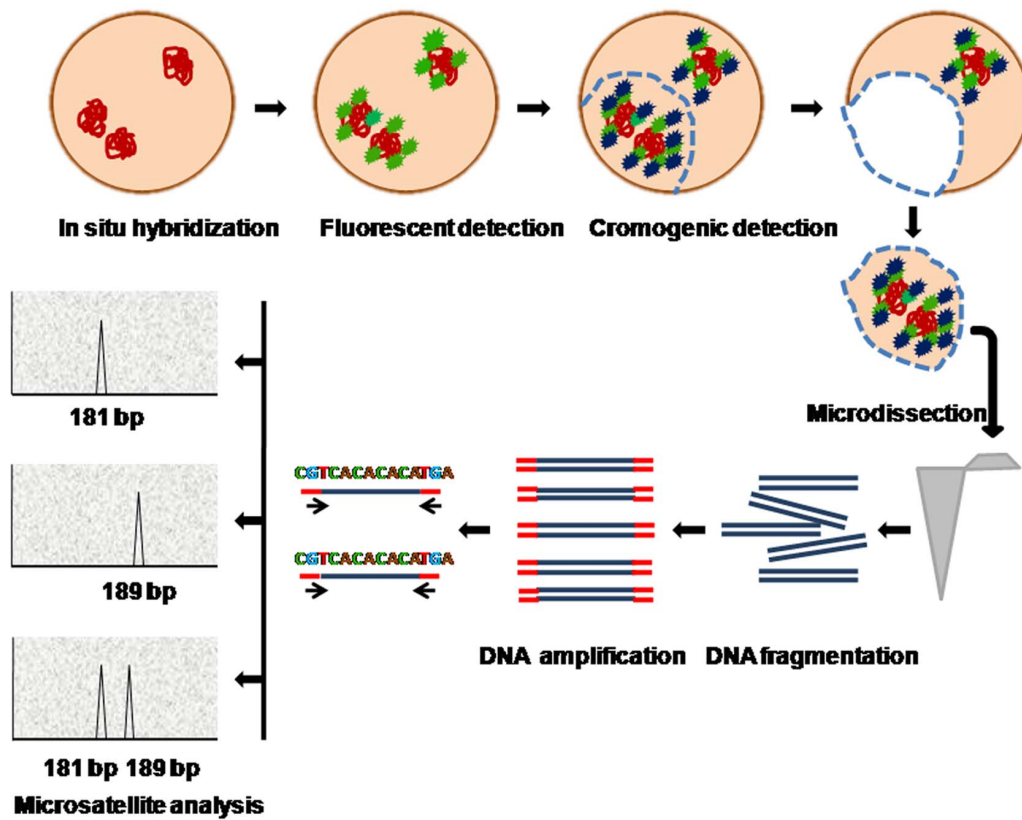 In situ hybridization
Fluorescent detection
Cromogenic detection
Microdissection
181 bp
CGTCACACACATGA
189 bp
CGTCACACACATGA
DNA amplification
DNA fragmentation
181 bp 189 bp
Microsatellite analysis